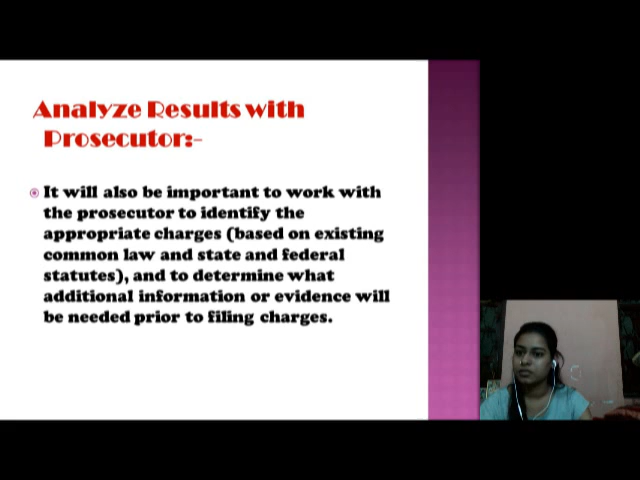 Analyze Results with
Prosecutor:-
It will also be important to work with
the prosecutor to identify the
appropriate charges (based on existing
common law and state and federal
statutes), and to determine what
additional information or evidence will
be needed prior to filing charges.